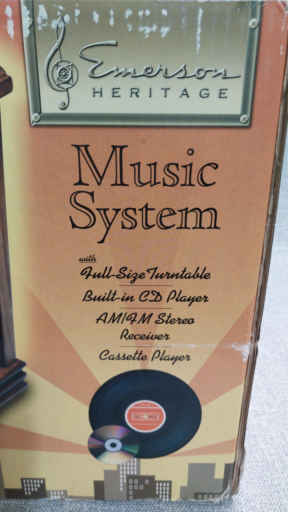 Emerson
HERITAGE
Music
System
with
Full-Size Turntable
Built-in CD Player
AM/FM Stereo
Receiver
Cassette Player